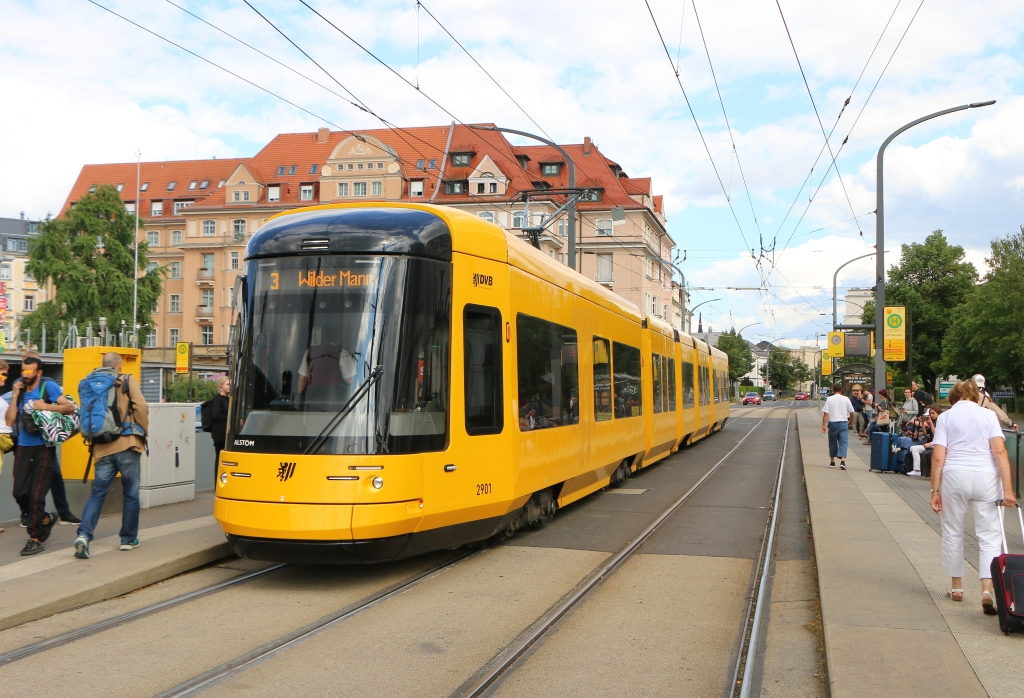 3 Wilder Mann
DVB
ALSTOM
2901
H